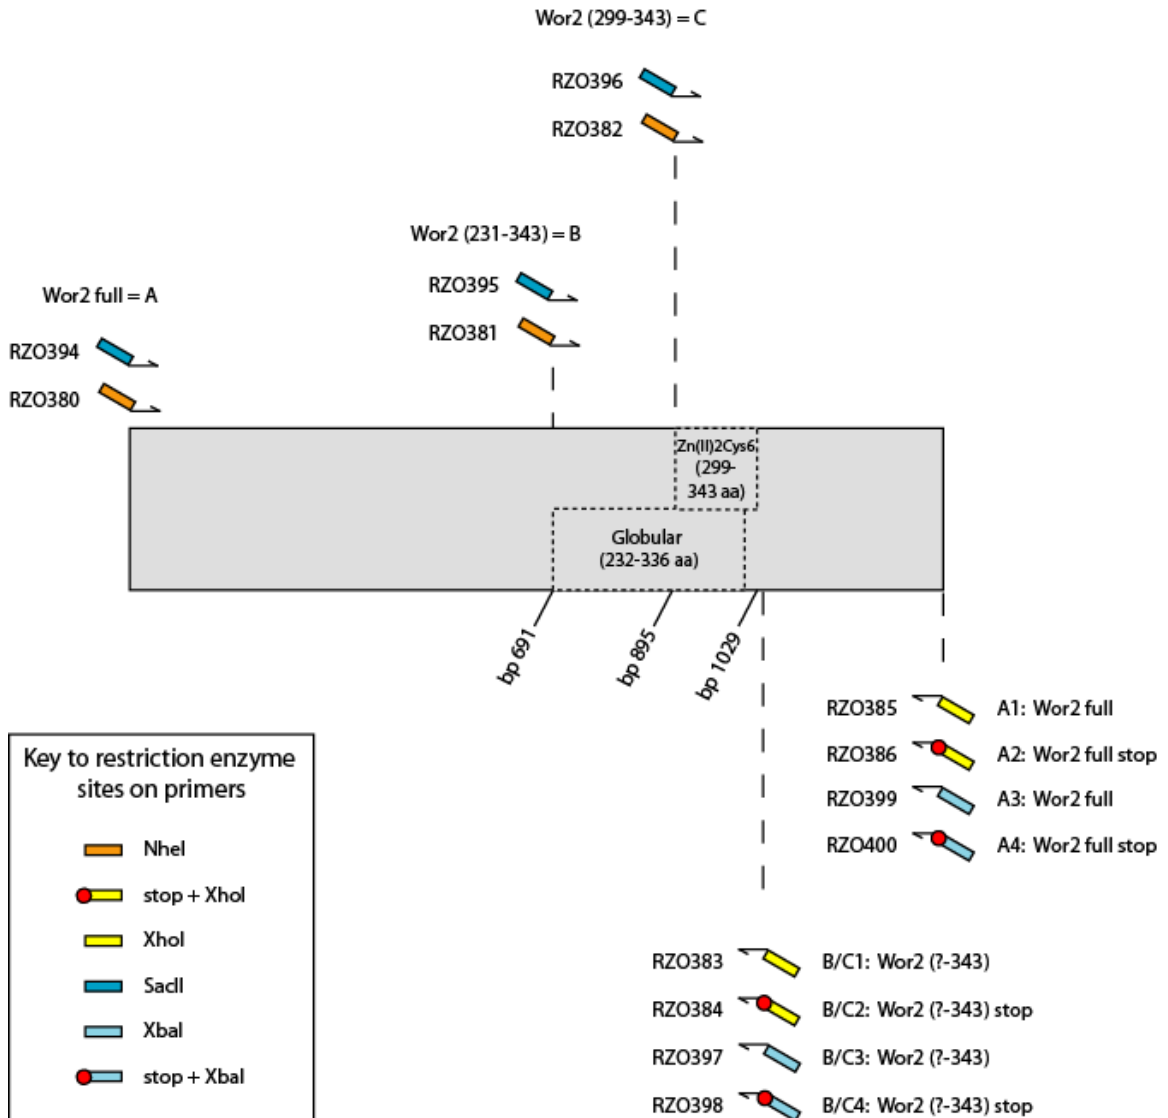 Wor2 (299-343) = C
RZO396
RZO382
Wor2 (231-343) = B
RZO395
RZO381
Wor2 full = A
RZO394
RZO380
Zn(II)2Cys6
(299-
343 aa)
Globular
(232-336 aa)
bp 691
bp 895
bp 1029
RZO385 A1: Wor2 full
RZO386 A2: Wor2 full stop
RZO399 A3: Wor2 full
RZO400 A4: Wor2 full stop
Key to restriction enzyme
sites on primers
NheI
stop + XhoI
XhoI
SacII
XbaI
stop + XbaI
RZO383 B/C1: Wor2 (?-343)
RZO384 B/C2: Wor2 (?-343) stop
RZO397 B/C3: Wor2 (?-343)
RZO398 B/C4: Wor2 (?-343) stop